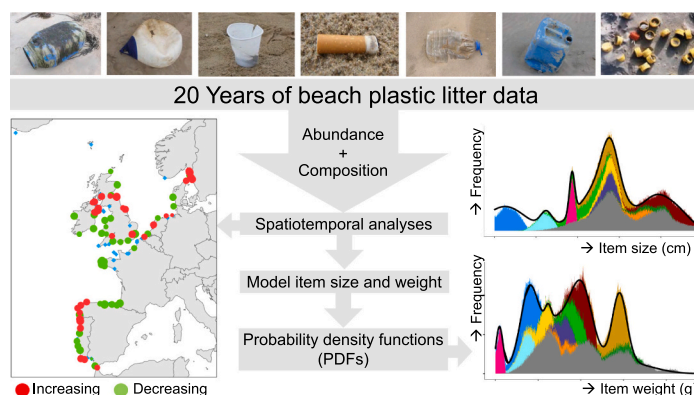 20 Years of beach plastic litter data
Abundance
+
Composition
Spatiotemporal analyses
Model item size and weight
Probability density functions
(PDFs)
Increasing Decreasing
→ Frequency
→ Item size (cm)
→ Frequency
→ Item weight (g